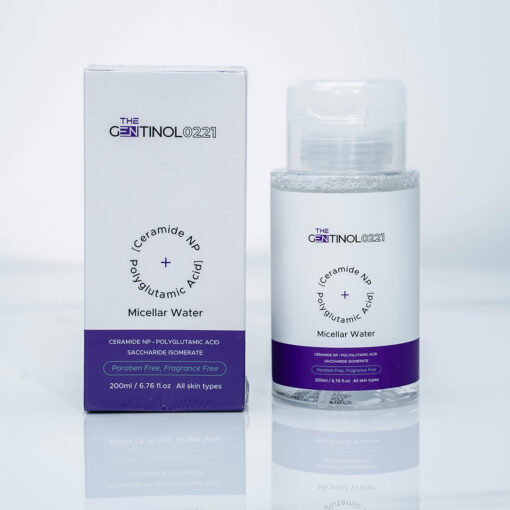 THE
GENTINOL0221
[Ceramide NP
Polyglutamic Acid]
+
Micellar Water
CERAMIDE NP • POLYGLUTAMIC ACID
SACCHARIDE ISOMERATE
Paraben Free, Fragrance Free
200ml / 6.76 fl.oz All skin types
THE
GENTINOL0221
[Ceramide NP
Polyglutamic Acid]
+
Micellar Water
CERAMIDE NP • POLYGLUTAMIC ACID
SACCHARIDE ISOMERATE
Paraben Free, Fragrance Free
200ml / 6.76 fl.oz All skin types